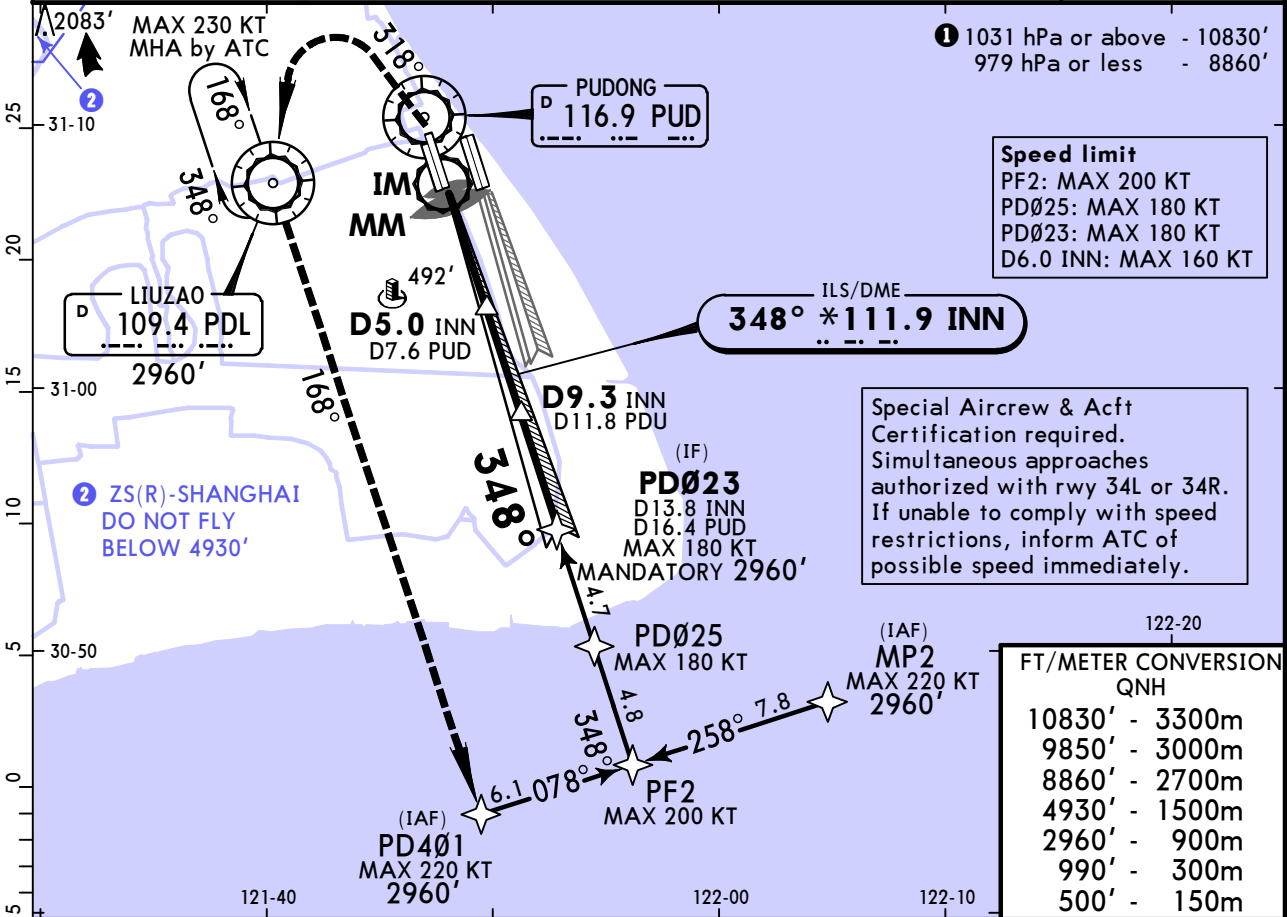 2083'
MAX 230 KT
MHA by ATC
2
318°
❶ 1031 hPa or above - 10830'
979 hPa or less - 8860'
PUDONG
D 116.9 PUD
25
31-10
168°
348°
IM
MM
Speed limit
PF2: MAX 200 KT
PDØ25: MAX 180 KT
PDØ23: MAX 180 KT
D6.0 INN: MAX 160 KT
20
492'
LIUZAO
D 109.4 PDL
2960'
D5.0 INN
D7.6 PUD
ILS/DME
348° *111.9 INN
15
31-00
168°
D9.3 INN
D11.8 PDU
348°
Special Aircrew & Acft
Certification required.
Simultaneous approaches
authorized with rwy 34L or 34R.
If unable to comply with speed
restrictions, inform ATC of
possible speed immediately.
(IF)
PDØ23
D13.8 INN
D16.4 PUD
MAX 180 KT
MANDATORY 2960'
❷ ZS(R)-SHANGHAI
DO NOT FLY
BELOW 4930'
10
4.7
PDØ25
MAX 180 KT
5
30-50
122-20
(IAF)
MP2
MAX 220 KT
2960'
4.8
348°
258° 7.8
6.1 078°
PF2
MAX 200 KT
0
(IAF)
PD4Ø1
MAX 220 KT
2960'
5
121-40
122-00
122-10
FT/METER CONVERSION
QNH
10830' - 3300m
9850' - 3000m
8860' - 2700m
4930' - 1500m
2960' - 900m
990' - 300m
500' - 150m